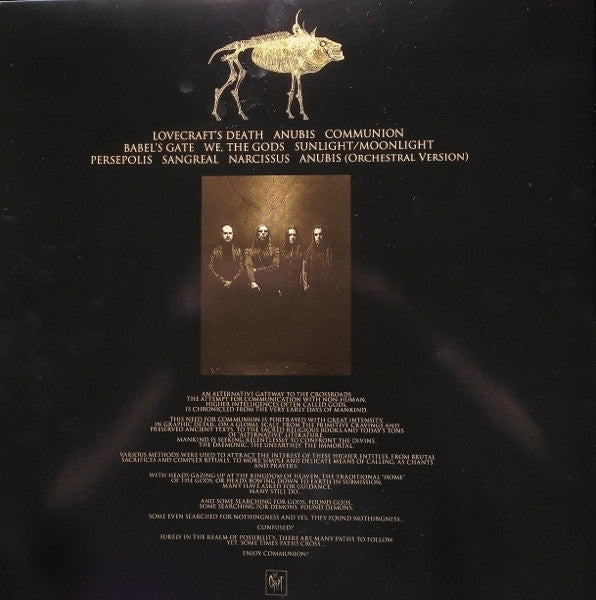 LOVECRAFT'S DEATH ANUBIS COMMUNION
BABEL'S GATE WE, THE GODS SUNLIGHT/MOONLIGHT
PERSEPOLIS SANGREAL NARCISSUS ANUBIS (ORCHESTRAL VERSION)
AN ALTERNATIVE GATEWAY TO THE CROSSROADS
THE ATTEMPT FOR COMMUNICATION WITH NON-HUMAN,
HIGHER INTELLIGENCES OFTEN CALLED GODS,
IS CHRONICLED FROM THE VERY EARLY DAYS OF MANKIND.
THIS NEED FOR COMMUNION IS PORTRAYED WITH GREAT INTENSITY,
IN GRAPHIC DETAIL, ON A GLOBAL SCALE, FROM THE PRIMITIVE CARVINGS AND
PRESERVED ANCIENT TEXTS, TO THE SACRED RELIGIOUS BOOKS AND TODAY'S TONS
OF "ALTERNATIVE" LITERATURE.
MANKIND IS SEEKING RELENTLESSLY TO CONFRONT THE DIVINE,
THE DAEMONIC, THE UNEARTHLY, THE IMMORTAL.
VARIOUS METHODS WERE USED TO ATTRACT THE INTEREST OF THESE HIGHER ENTITIES, FROM BRUTAL
SACRIFICES AND COMPLEX RITUALS, TO MORE SIMPLE AND DELICATE MEANS OF CALLING, AS CHANTS
AND PRAYERS
WITH HEADS GAZING UP AT THE KINGDOM OF HEAVEN, THE TRADITIONAL "HOME"
OF THE GODS, OR HEADS BOWING DOWN TO EARTH IN SUBMISSION,
MANY HAVE ASKED FOR GUIDANCE.
MANY STILL DO...
AND SOME SEARCHING FOR GODS, FOUND GODS.
SOME SEARCHING FOR DEMONS, FOUND DEMONS.
SOME EVEN SEARCHED FOR NOTHINGNESS AND YES, THEY FOUND NOTHINGNESS...
CONFUSED?
SURELY IN THE REALM OF POSSIBILITY, THERE ARE MANY PATHS TO FOLLOW.
YET, SOME TIMES PATHS CROSS...
ENJOY COMMUNION!